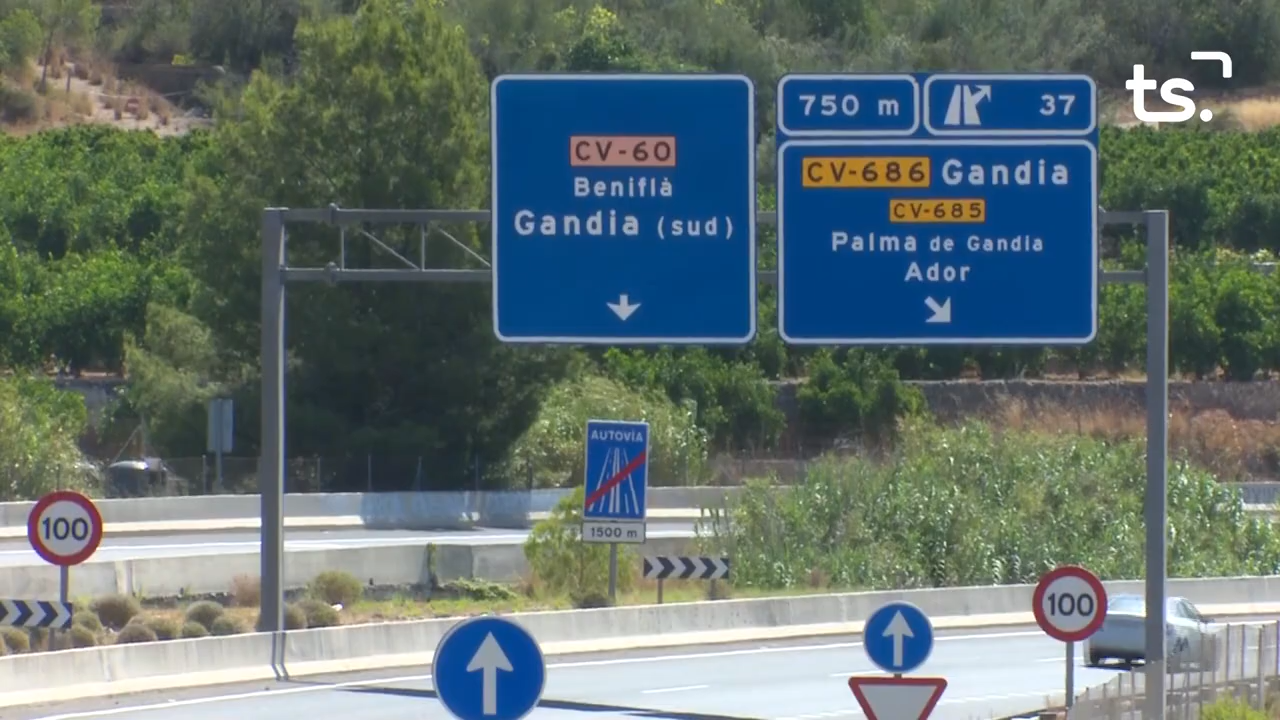 ts.
CV-60
Beniflà
Gandia (sud)
750 m
37
CV-686 Gandia
CV-685
Palma de Gandia
Ador
AUTOVÍA
1500 m
100
100